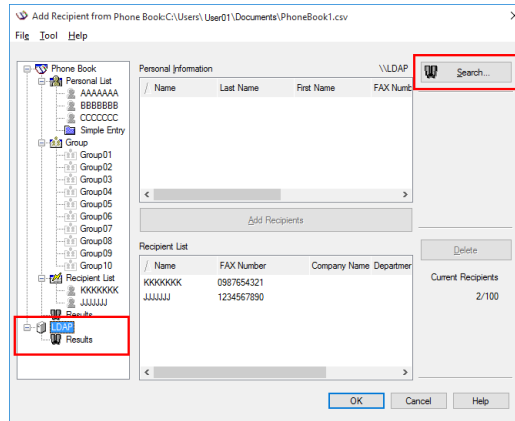 Add Recipient from Phone Book:C:\Users\ User01\Documents\PhoneBook1.csv
File Tool Help
Phone Book
Personal List
AAAAAAA
BBBBBBB
CCCCCCC
Simple Entry
Group
Group01
Group02
Group03
Group04
Group05
Group06
Group07
Group08
Group09
Group10
Recipient List
KKKKKKK
JJJJJJJ
Results
LDAP
Results
Personal Information \\LDAP
/ Name Last Name First Name FAX Numb
Search...
Add Recipients
Recipient List
/ Name FAX Number Company Name Departmer
KKKKKKK 0987654321
JJJJJJJ 1234567890
Delete
Current Recipients
2/100
OK Cancel Help